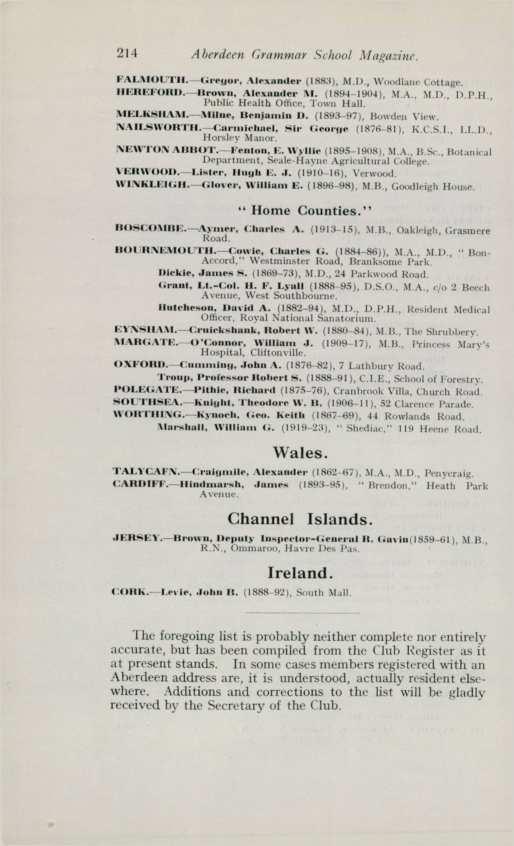 214 Aberdeen Grammar School Magazine.
FALMOUTH.—Gregor, Alexander (1883), M.D., Woodlane Cottage.
HEREFORD.—Brown, Alexander M. (1894–1904), M.A., M.D., D.P.H.,
Public Health Office, Town Hall.
MELKSHAM.—Milne, Benjamin D. (1893–97), Bowden View.
NAILSWORTH.—Carmichael, Sir George (1876–81), K.C.S.I., LL.D.,
Horsley Manor.
NEWTON ABBOT.—Fenton, E. Wyllie (1895–1908), M.A., B.Sc., Botanical
Department, Seale-Hayne Agricultural College.
VERWOOD.—Lister, Hugh E. J. (1910–16), Verwood.
WINKLEIGH.—Glover, William E. (1896–98), M.B., Goodleigh House.
“ Home Counties.”
BOSCOMBE.—Aymer, Charles A. (1913–15), M.B., Oakleigh, Grasmere
Road.
BOURNEMOUTH.—Cowie, Charles G. (1884–86)), M.A., M.D., “ Bon-
Accord,” Westminster Road, Branksome Park.
Dickie, James S. (1869–73), M.D., 24 Parkwood Road.
Grant, Lt.-Col. H. F. Lyall (1888–95), D.S.O., M.A., c/o 2 Beech
Avenue, West Southbourne.
Hutcheson, David A. (1882–94), M.D., D.P.H., Resident Medical
Officer, Royal National Sanatorium.
EYNSHAM.—Cruickshank, Robert W. (1880–84), M.B., The Shrubbery.
MARGATE.—O'Connor, William J. (1909–17), M.B., Princess Mary's
Hospital, Cliftonville.
OXFORD.—Cumming, John A. (1876–82), 7 Lathbury Road.
Troup, Professor Robert S. (1888–91), C.I.E., School of Forestry.
POLEGATE.—Pithie, Richard (1875–76), Cranbrook Villa, Church Road.
SOUTHSEA.—Knight, Theodore W. B. (1906–11), 52 Clarence Parade.
WORTHING.—Kynoch, Geo. Keith (1867–69), 44 Rowlands Road.
Marshall, William G. (1919–23), “ Shediac,” 119 Heene Road.
Wales.
TALYCAFN.—Craigmile, Alexander (1862–67), M.A., M.D., Penycraig.
CARDIFF.—Hindmarsh, James (1893–95), “ Brendon,” Heath Park
Avenue.
Channel Islands.
JERSEY.—Brown, Deputy Inspector-General R. Gavin(1859–61), M.B.,
R.N., Ommaroo, Havre Des Pas.
Ireland.
CORK.—Levie, John B. (1888–92), South Mall.
The foregoing list is probably neither complete nor entirely
accurate, but has been compiled from the Club Register as it
at present stands. In some cases members registered with an
Aberdeen address are, it is understood, actually resident else-
where. Additions and corrections to the list will be gladly
received by the Secretary of the Club.